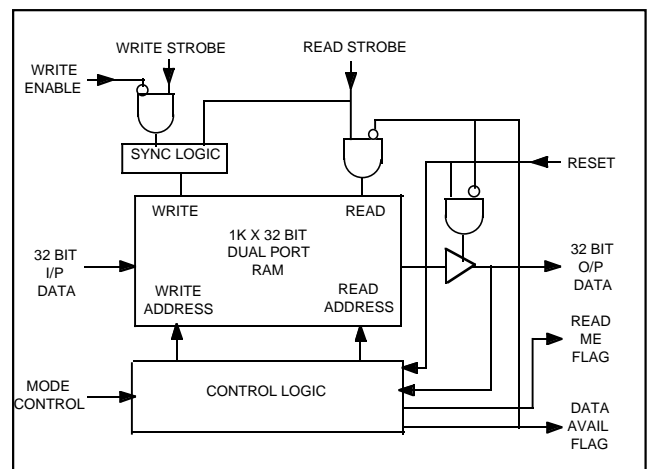 WRITE STROBE
READ STROBE
WRITE
ENABLE
SYNC LOGIC
RESET
WRITE
READ
1K X 32 BIT
DUAL PORT
RAM
32 BIT
I/P
DATA
32 BIT
O/P
DATA
WRITE
ADDRESS
READ
ADDRESS
READ
ME
FLAG
MODE
CONTROL
CONTROL LOGIC
DATA
AVAIL
FLAG